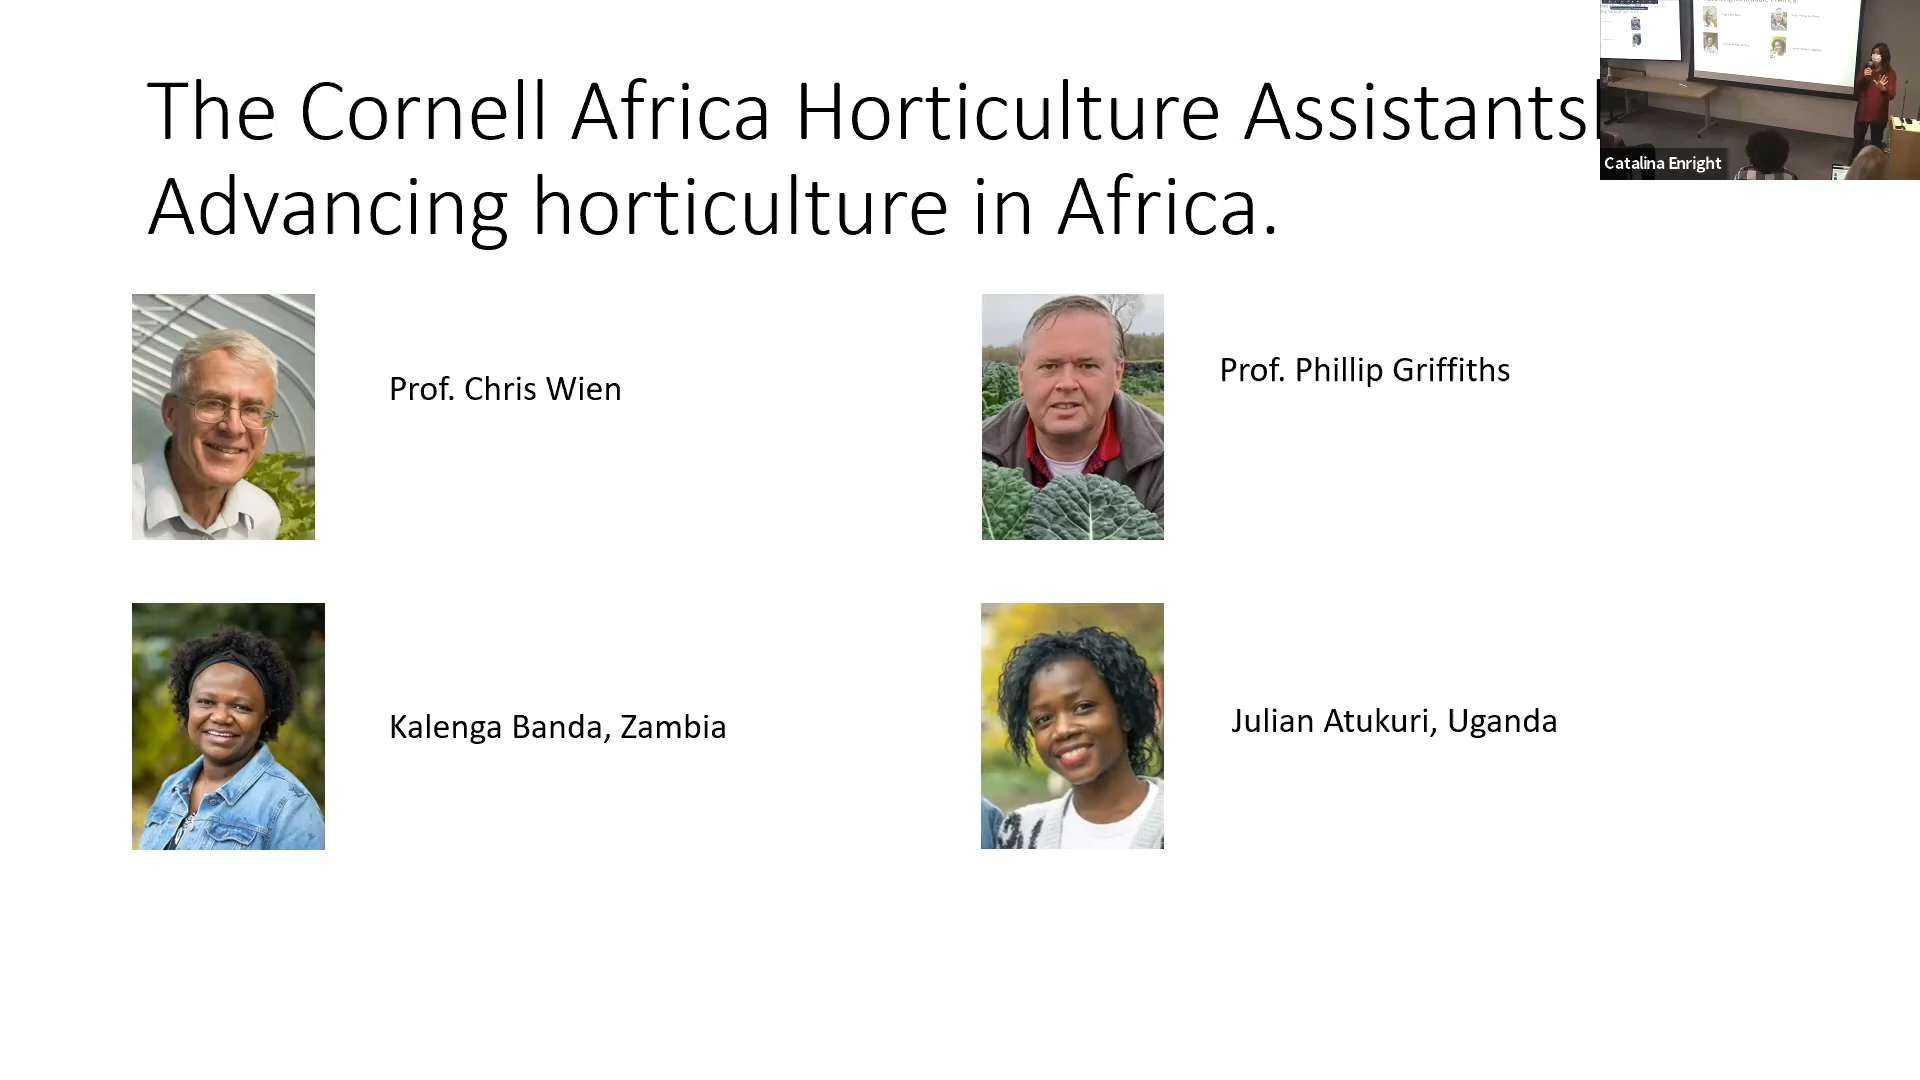 The Cornell Africa Horticulture Assistants
Advancing horticulture in Africa.
Catalina Enright
Prof. Chris Wien
Prof. Phillip Griffiths
Kalenga Banda, Zambia
Julian Atukuri, Uganda